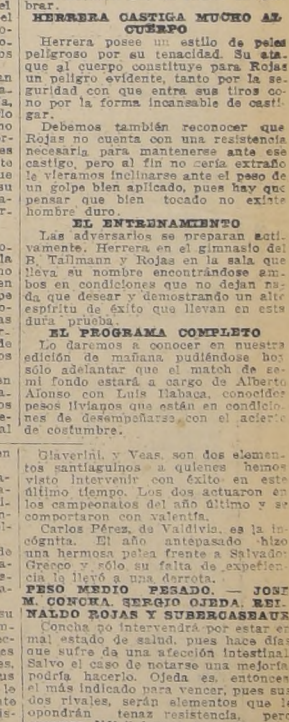 brar.
HERRERA CASTIGA MUCHO AL
CUERPO
Herrera posee un estilo de pelea
peligroso por su tenacidad. Su ata-
que al cuerpo constituye para Rojas
un peligro evidente, tanto por la se-
guridad con que entra sus tiros co-
no por la forma incansable de casti-
gar.
Debemos también reconocer que
Rojas no cuenta con una resistencia
necesaria para mantenerse ante ese
castigo, pero al fin no sería extraño
le viéramos inclinarse ante el peso de
un golpe bien aplicado, pues hay que
pensar que bien tocado no existe
hombre duro.
EL ENTRENAMIENTO
Las adversarios se preparan acti-
vamente. Herrera en el gimnasio del
B. Tallmann y Rojas en la sala que
lleva su nombre encontrándose am-
bos en condiciones que no dejan na-
da que desear y demostrando un alto
espíritu de éxito que llevan en esta
dura prueba.
EL PROGRAMA COMPLETO
Lo daremos a conocer en nuestra
edición de mañana pudiéndose hoy
sólo adelantar que el match de se-
mi fondo estará a cargo de Alberto
Alonso con Luis Ilabaca, conocidos
pesos livianos que están en condicio-
nes de desempeñarse con el acierto
de costumbre.
Giaverini, y Veas, son dos elemen-
tos santiaguinos a quienes hemos
visto intervenir con éxito en este
último tiempo. Los dos actuaron en
los campeonatos del año último y se
comportaron con valentía.
Carlos Pérez, de Valdivia, es la in-
cógnita. El año antepasado hizo
una hermosa pelea frente a Salvador
Grecco y sólo su falta de experien-
cia le llevó a una derrota.
PESO MEDIO PESADO. — JOSE
M. CONCHA, SERGIO OJEDA, REI-
NALDO ROJAS Y SUBERCASEAUX
Concha no intervendrá por estar en
mal estado de salud, pues hace días
que sufre de una afección intestinal
Salvo el caso de notarse una mejoría
podría hacerlo. Ojeda es, entonces
el más indicado para vencer, pues sus
dos rivales, serán elementos que le
opondrán tenaz resistencia pero